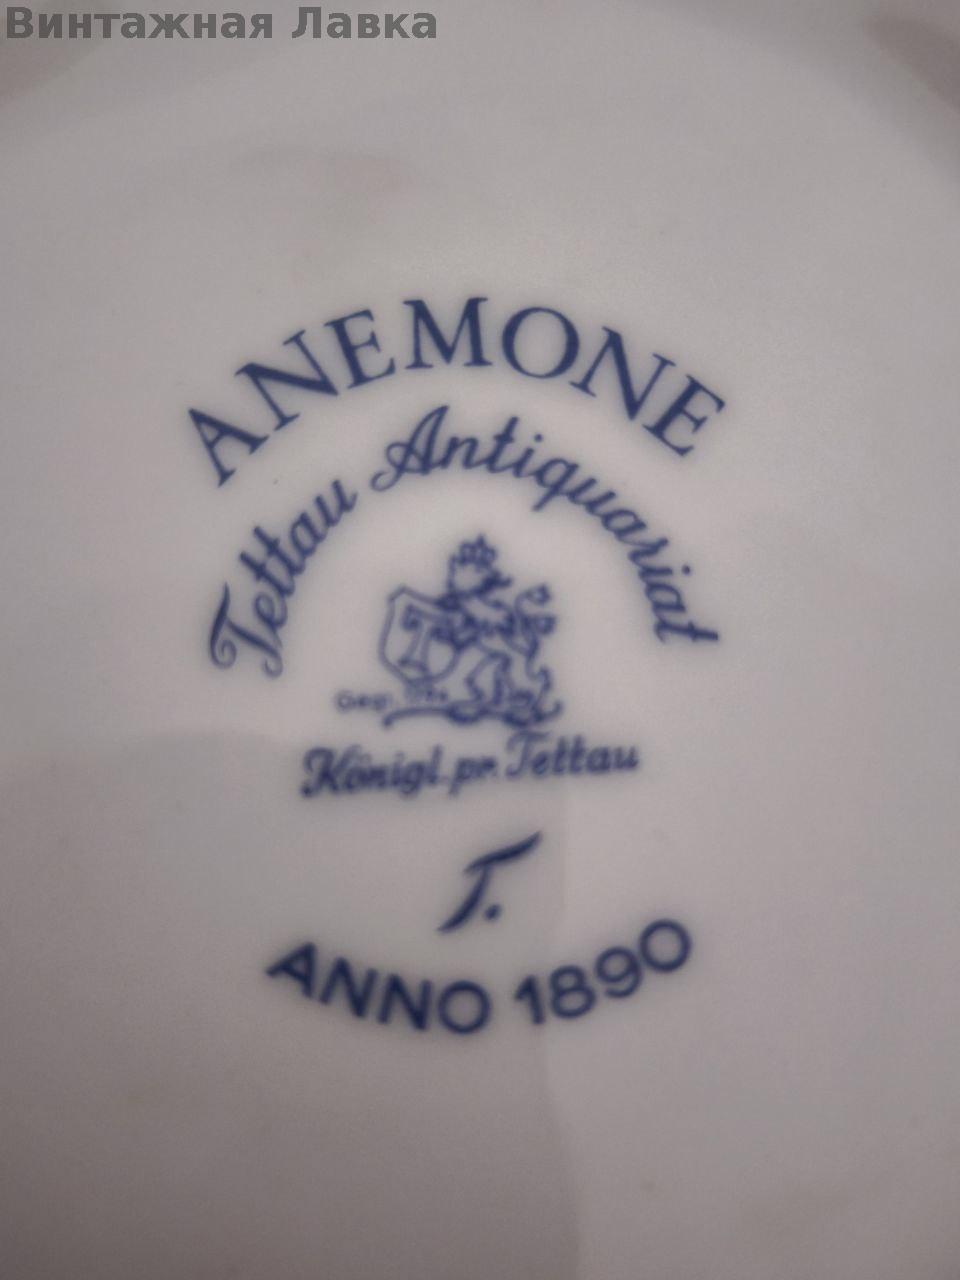 Винтажная Лавка
ANEMONE
Tettau Antiquariat
T
Königl. pr. Tettau
T.
ANNO 1890